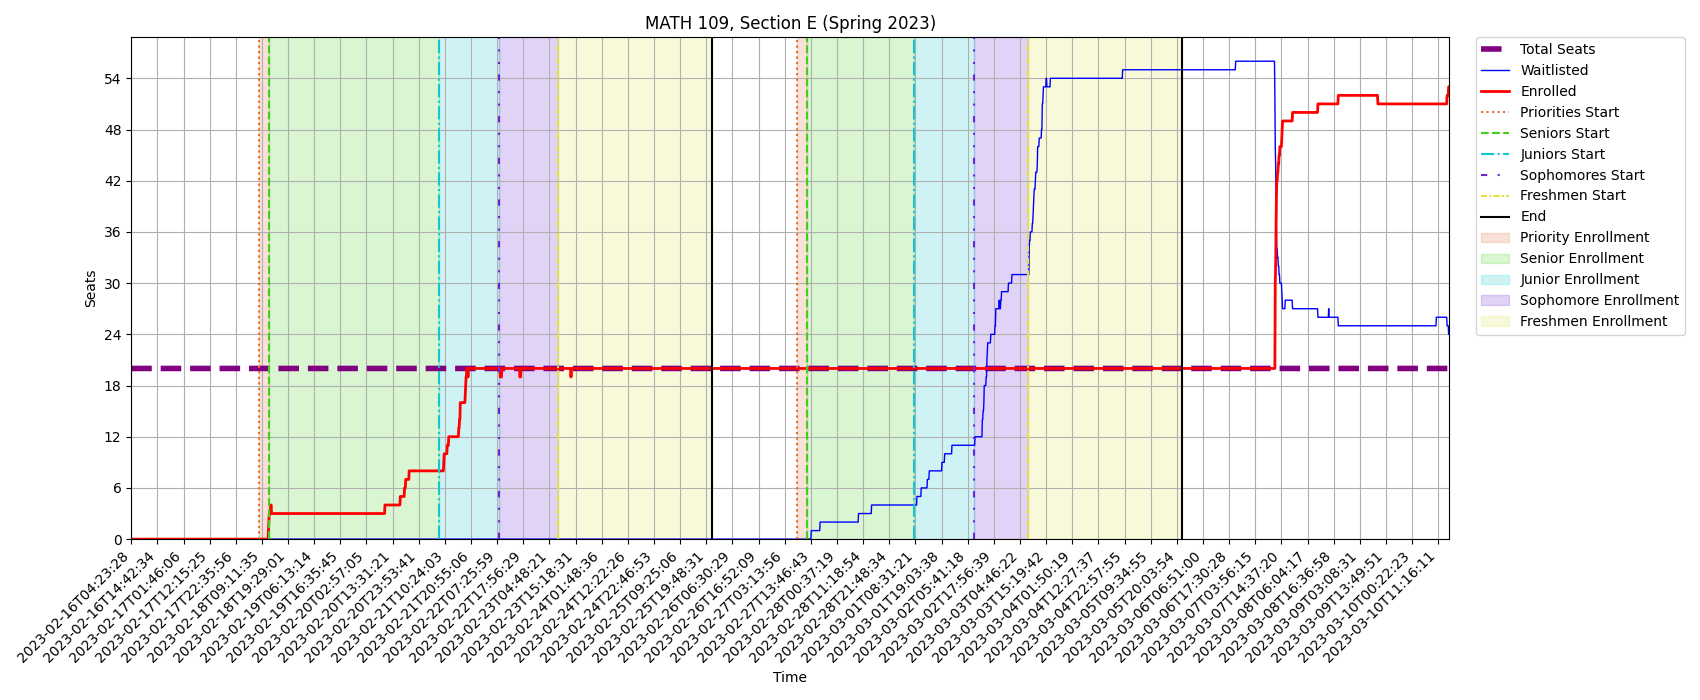 MATH 109, Section E (Spring 2023)
Seats
54
48
42
36
30
24
18
12
6
0
2023-02-16T04:23:28
2023-02-16T14:42:34
2023-02-17T01:46:06
2023-02-17T12:15:25
2023-02-17T22:35:56
2023-02-18T09:11:35
2023-02-18T19:29:01
2023-02-19T06:13:14
2023-02-19T16:35:45
2023-02-20T02:57:05
2023-02-20T13:31:21
2023-02-20T23:53:41
2023-02-21T10:24:03
2023-02-21T20:55:06
2023-02-22T07:25:59
2023-02-22T17:56:29
2023-02-23T04:48:21
2023-02-23T15:18:31
2023-02-24T01:48:36
2023-02-24T12:22:26
2023-02-24T22:46:53
2023-02-25T09:25:06
2023-02-25T19:48:31
2023-02-26T06:30:29
2023-02-26T16:52:09
2023-02-27T03:13:56
2023-02-27T13:46:43
2023-02-28T00:37:19
2023-02-28T11:18:54
2023-02-28T21:48:34
2023-03-01T08:31:21
2023-03-01T19:03:38
2023-03-02T05:41:18
2023-03-02T17:56:39
2023-03-03T04:46:22
2023-03-03T15:19:42
2023-03-04T01:50:19
2023-03-04T12:27:37
2023-03-04T22:57:55
2023-03-05T09:34:55
2023-03-05T20:03:54
2023-03-06T06:51:00
2023-03-06T17:30:28
2023-03-07T03:56:15
2023-03-07T14:37:20
2023-03-08T06:04:17
2023-03-08T16:36:58
2023-03-09T03:08:31
2023-03-09T13:49:51
2023-03-10T00:22:23
2023-03-10T11:16:11
Time
Total Seats
Waitlisted
Enrolled
Priorities Start
Seniors Start
Juniors Start
Sophomores Start
Freshmen Start
End
Priority Enrollment
Senior Enrollment
Junior Enrollment
Sophomore Enrollment
Freshmen Enrollment